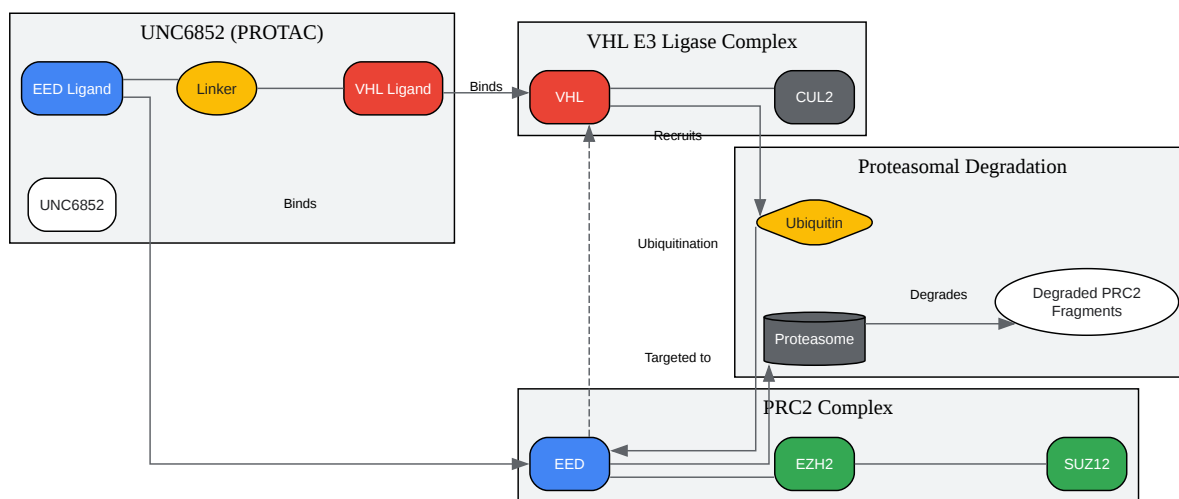 UNC6852 (PROTAC)
EED Ligand
Linker
VHL Ligand
UNC6852
Binds
Binds
VHL E3 Ligase Complex
VHL
CUL2
Recruits
Proteasomal Degradation
Ubiquitin
Ubiquitination
Degrades
Degraded PRC2
Fragments
Proteasome
Targeted to
PRC2 Complex
EED
EZH2
SUZ12